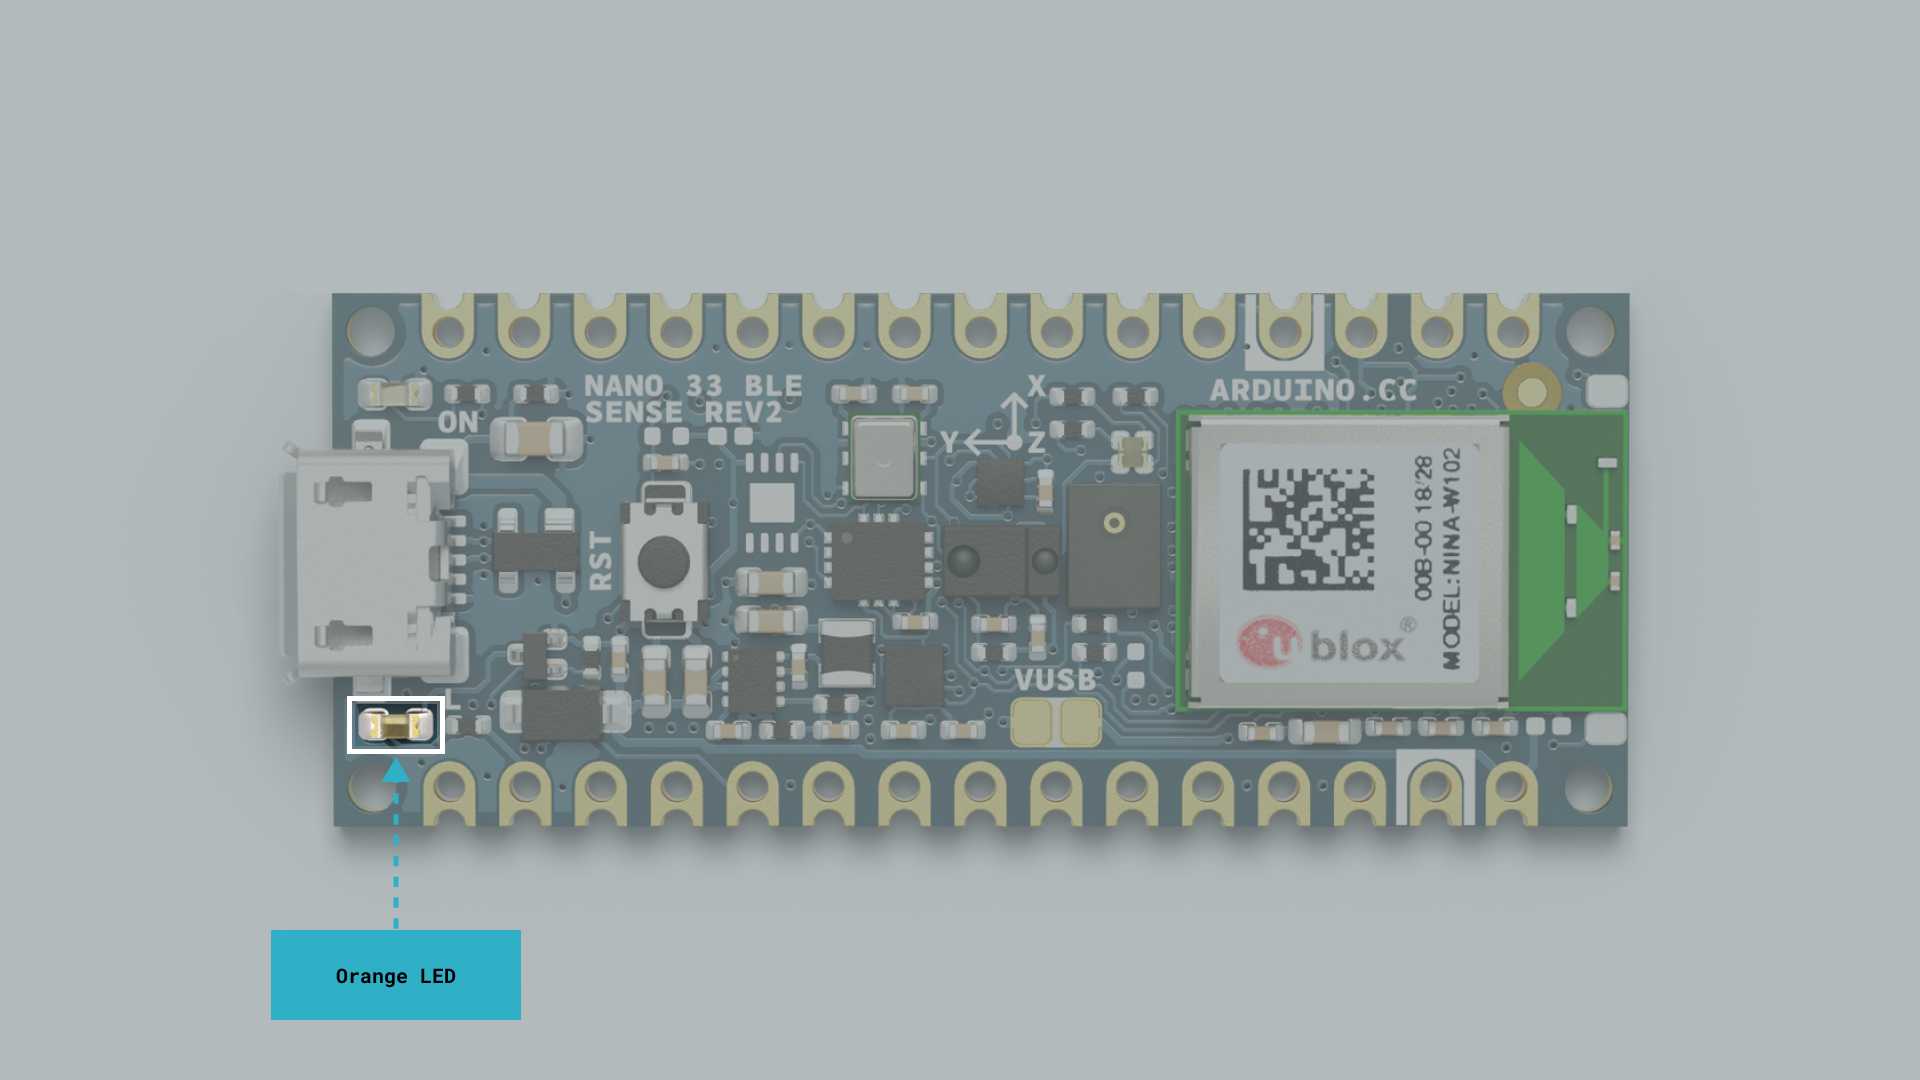 NANO 33 BLE
SENSE REV2
ON
X
Y
Z
ARDUINO.CC
RST
00B-00 18/28
MODEL:NINA-W102
u
blox®
VUSB
L
Orange LED